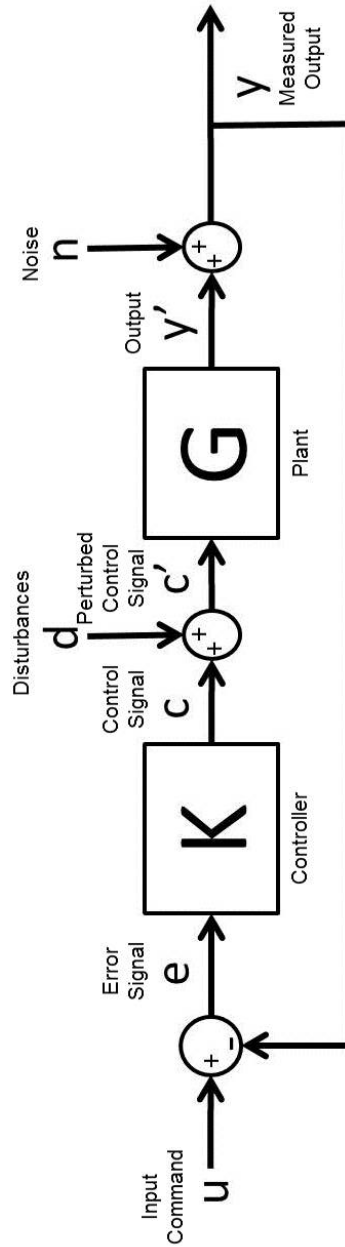 Input
Command
u
+
-
Error
Signal
e
K
Controller
Control
Signal
c
Disturbances
d
+
+
Perturbed
Control
Signal
c'
G
Plant
Output
y'
Noise
n
+
+
y
Measured
Output